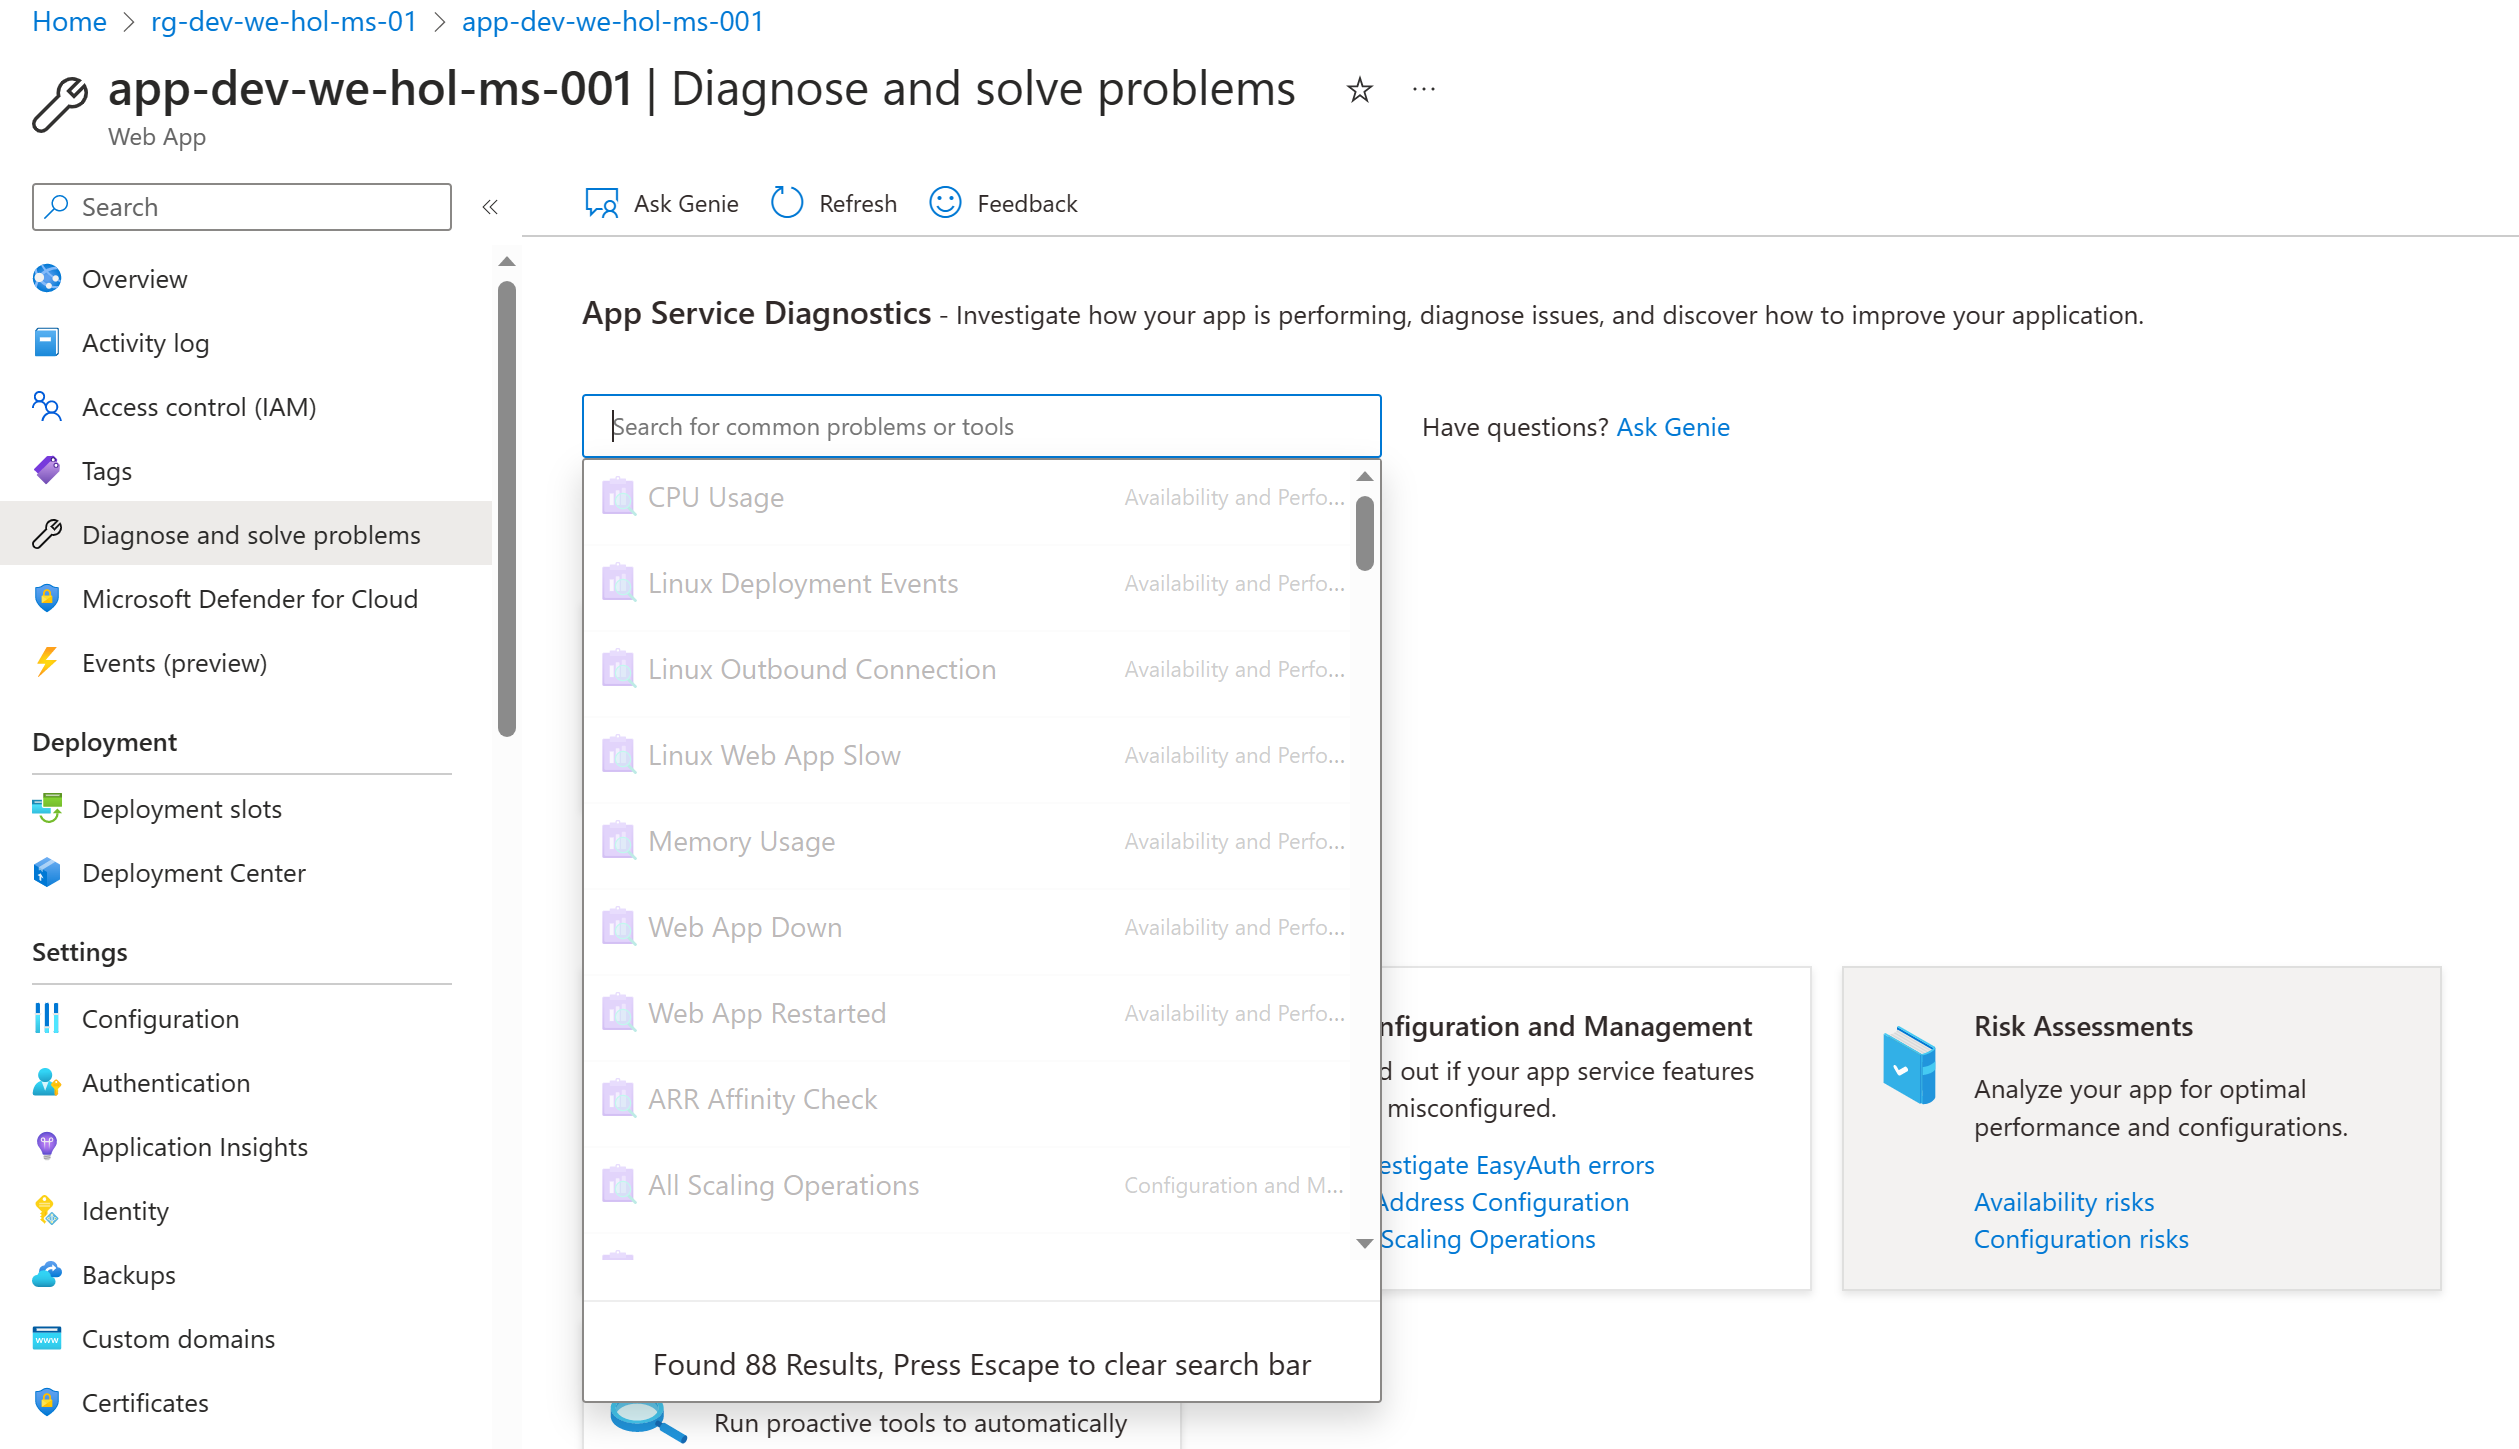 Home > rg-dev-we-hol-ms-01 > app-dev-we-hol-ms-001
app-dev-we-hol-ms-001 | Diagnose and solve problems ☆ ···
Web App
Search «
Overview
Activity log
Access control (IAM)
Tags
Diagnose and solve problems
Microsoft Defender for Cloud
Events (preview)
Deployment
Deployment slots
Deployment Center
Settings
Configuration
Authentication
Application Insights
Identity
Backups
Custom domains
Certificates
Ask Genie Refresh Feedback
App Service Diagnostics - Investigate how your app is performing, diagnose issues, and discover how to improve your application.
Search for common problems or tools
Have questions? Ask Genie
CPU Usage Availability and Perfo...
Linux Deployment Events Availability and Perfo...
Linux Outbound Connection Availability and Perfo...
Linux Web App Slow Availability and Perfo...
Memory Usage Availability and Perfo...
Web App Down Availability and Perfo...
Web App Restarted Availability and Perfo...
ARR Affinity Check
All Scaling Operations Configuration and M...
Found 88 Results, Press Escape to clear search bar
Run proactive tools to automatically
nfiguration and Management
d out if your app service features
misconfigured.
estigate EasyAuth errors
Address Configuration
Scaling Operations
Risk Assessments
Analyze your app for optimal
performance and configurations.
Availability risks
Configuration risks